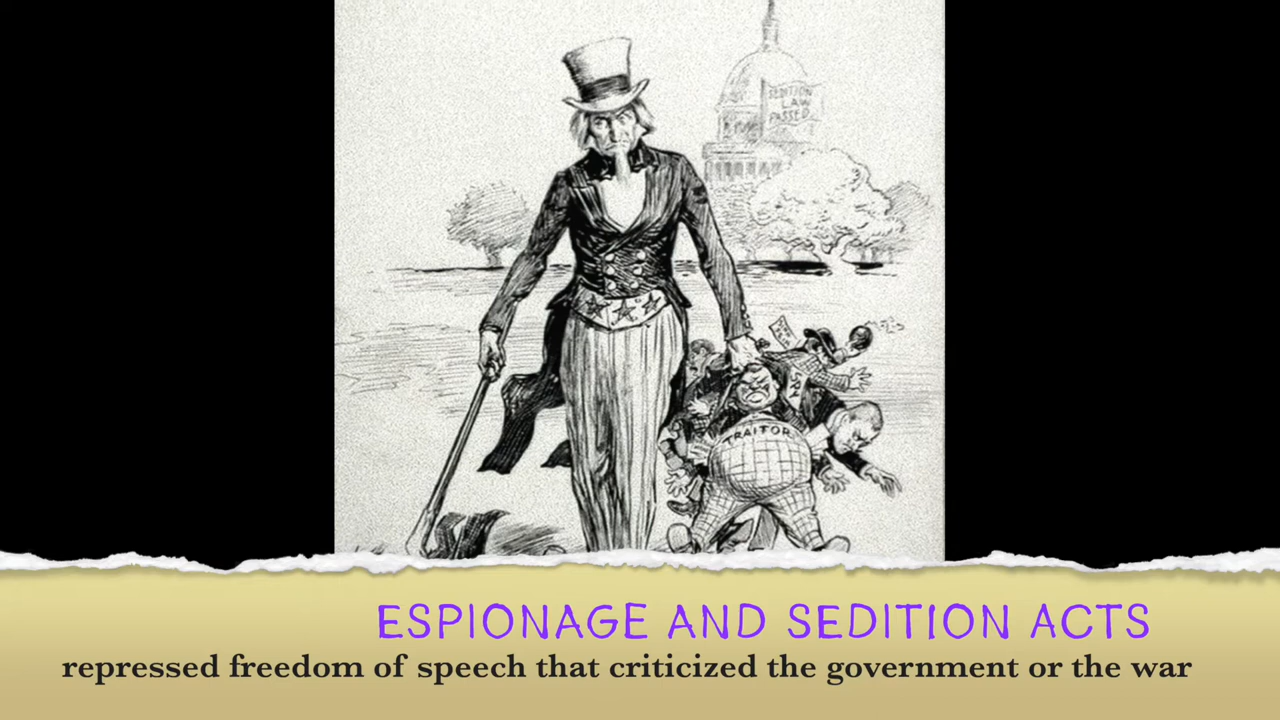 SEDITION
LAW
PASSED
TRAITOR
ESPIONAGE AND SEDITION ACTS
repressed freedom of speech that criticized the government or the war